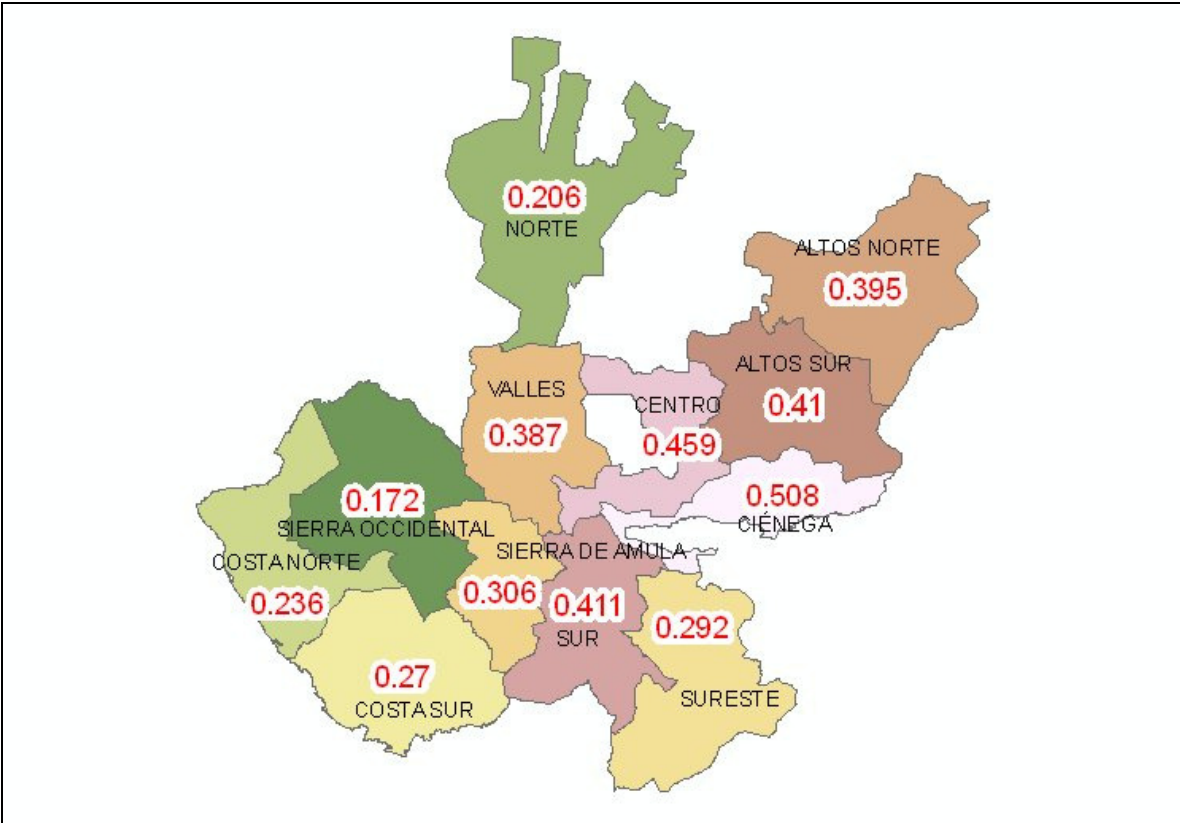 0.206
NORTE
ALTOS NORTE
0.395
ALTOS SUR
0.41
VALLES
0.387
CENTRO
0.459
0.508
CIÉNEGA
0.172
SIERRA OCCIDENTAL
SIERRA DE AMULA
0.306
COSTA NORTE
0.236
0.411
SUR
0.292
SURESTE
0.27
COSTA SUR